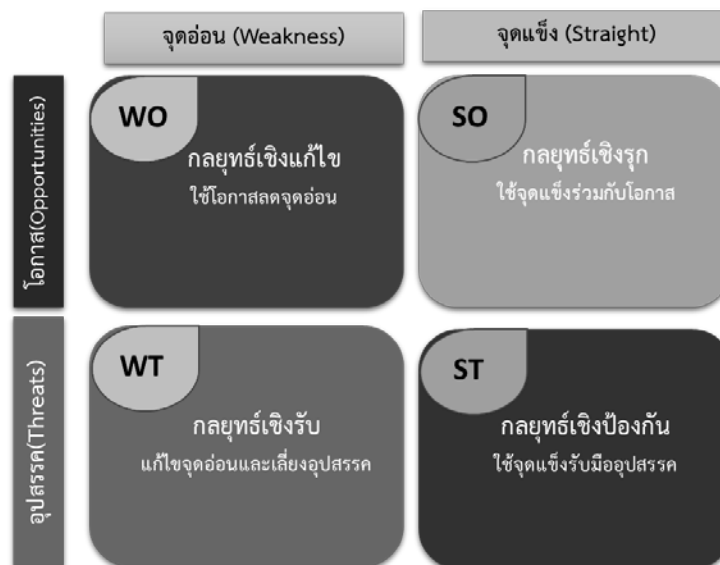 จุดอ่อน (Weakness)
จุดแข็ง (Straight)
โอกาส(Opportunities)
WO
กลยุทธ์เชิงแก้ไข
ใช้โอกาสลดจุดอ่อน
SO
กลยุทธ์เชิงรุก
ใช้จุดแข็งร่วมกับโอกาส
อุปสรรค(Threats)
WT
กลยุทธ์เชิงรับ
แก้ไขจุดอ่อนและเลี่ยงอุปสรรค
ST
กลยุทธ์เชิงป้องกัน
ใช้จุดแข็งรับมืออุปสรรค